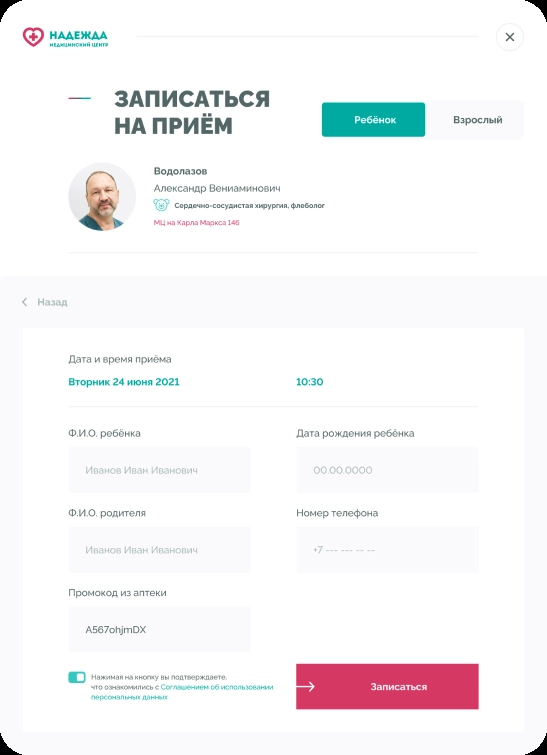 НАДЕЖДА
МЕДИЦИНСКИЙ ЦЕНТР
ЗАПИСАТЬСЯ
НА ПРИЁМ
Ребёнок
Взрослый
Водолазов
Александр Вениаминович
Сердечно-сосудистая хирургия, флеболог
МЦ на Карла Маркса 146
Назад
Дата и время приёма
Вторник 24 июня 2021
10:30
Ф.И.О. ребёнка
Дата рождения ребёнка
Иванов Иван Иванович
00.00.0000
Ф.И.О. родителя
Номер телефона
Иванов Иван Иванович
+7 --- --- -- --
Промокод из аптеки
A567ohjmDX
Нажимая на кнопку вы подтверждаете,
что ознакомились с Соглашением об использовании
персональных данных
Записаться